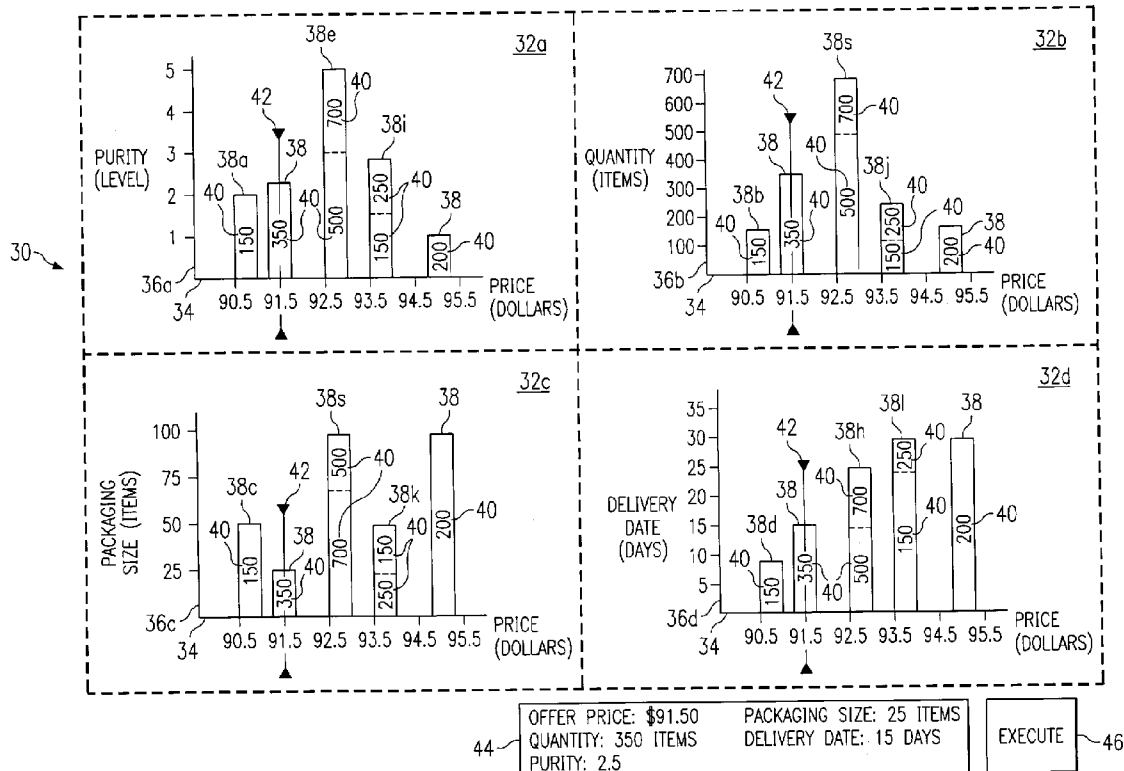 30
32a
38e
5
42
40
4
700
38i
PURITY
(LEVEL)
3
38
38a
2
40
40
40
250
40
38
1
150
350
500
150
200
40
36a
34
90.5 91.5 92.5 93.5 94.5 95.5
PRICE
(DOLLARS)
32b
38s
700
42
700
40
600
500
QUANTITY
(ITEMS)
38
40
400
38j
300
38b
40
500
250
40
200
40
40
38
100
150
350
150
200
40
36b
34
90.5 91.5 92.5 93.5 94.5 95.5
PRICE
(DOLLARS)
32c
38s
38
100
42
500
40
PACKAGING
SIZE (ITEMS)
75
38c
38k
50
38
40
200
40
40
150
40
700
150
25
350
250
36c
34
90.5 91.5 92.5 93.5 94.5 95.5
PRICE
(DOLLARS)
32d
38l
35
42
38h
40
38
30
250
25
38
40
700
DELIVERY
DATE
(DAYS)
20
38d
15
40
150
40
200
40
10
350
500
5
150
40
36d
34
90.5 91.5 92.5 93.5 94.5 95.5
PRICE
(DOLLARS)
44
OFFER PRICE: $91.50 PACKAGING SIZE: 25 ITEMS
QUANTITY: 350 ITEMS DELIVERY DATE: 15 DAYS
PURITY: 2.5
EXECUTE
46